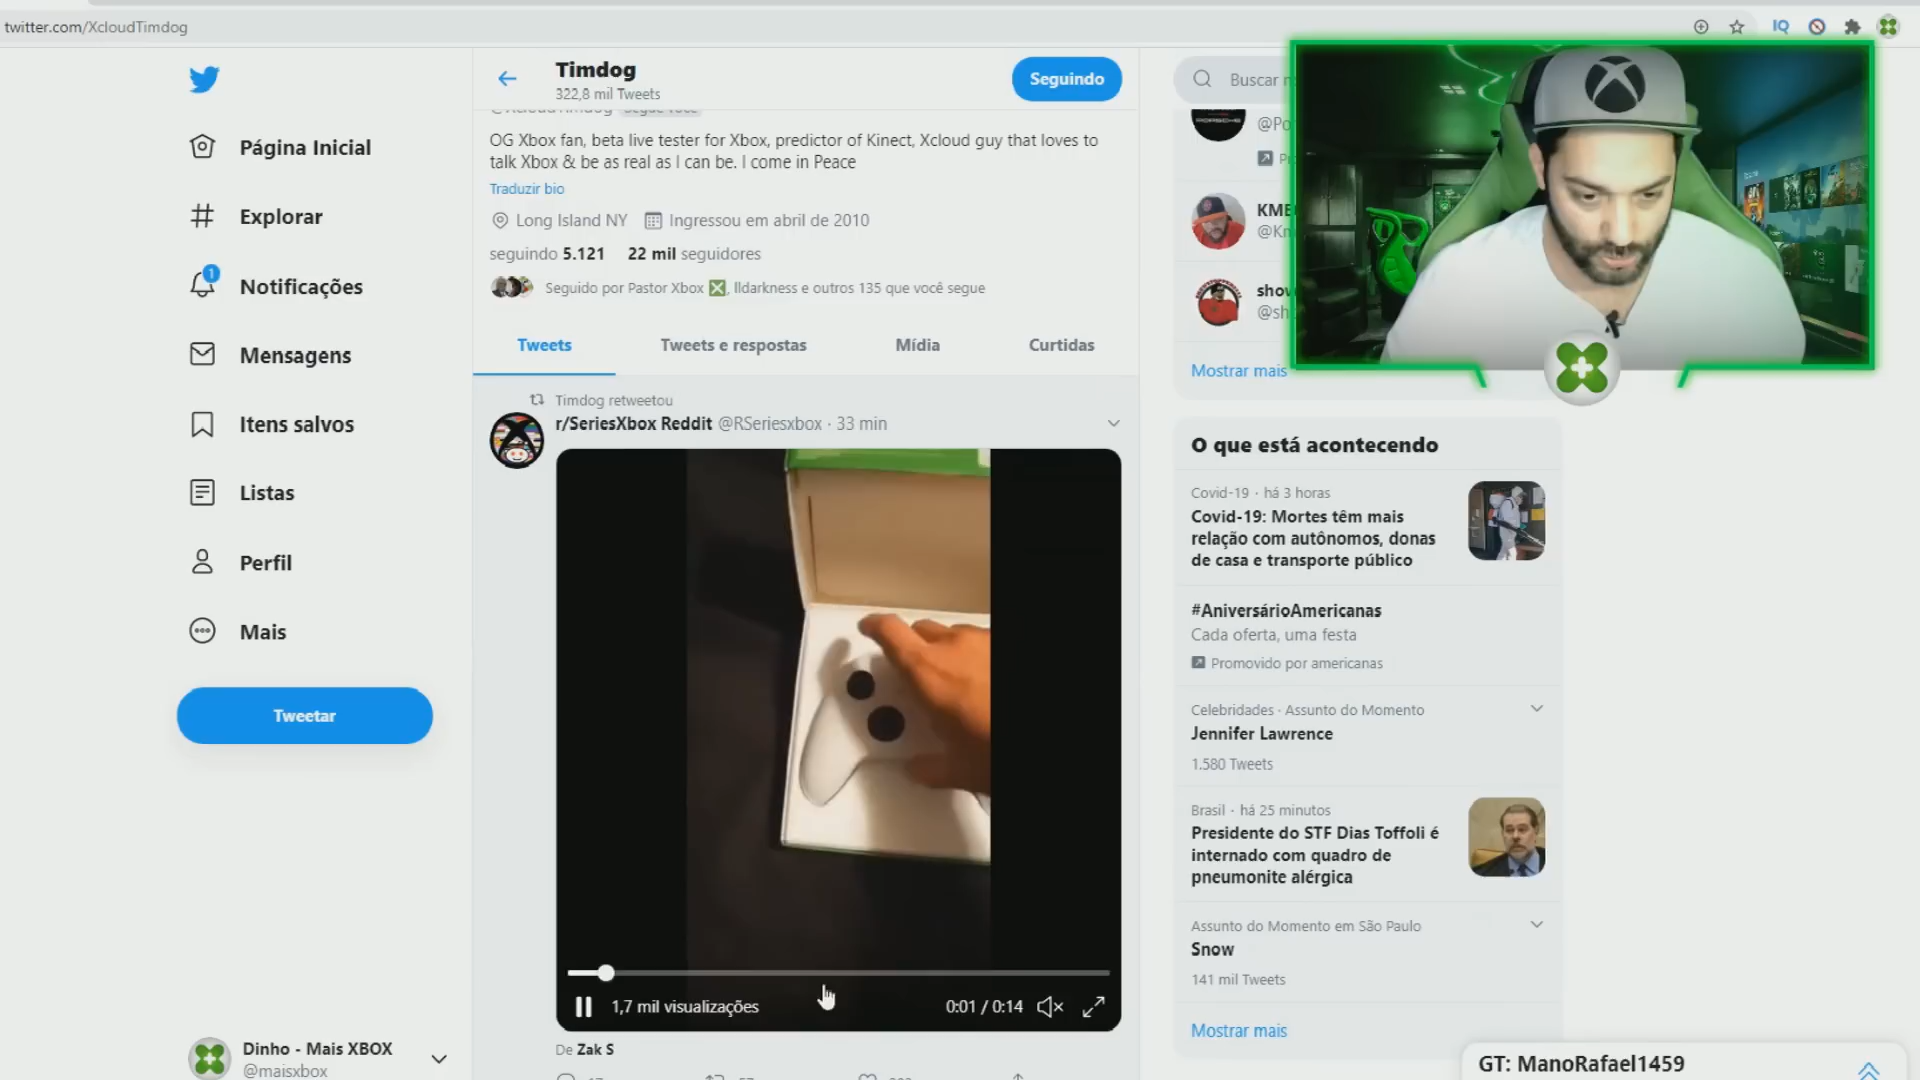 twitter.com/XcloudTimdog
IQ
Página Inicial
Explorar
1
Notificações
Mensagens
Itens salvos
Listas
Perfil
Mais
Tweetar
Dinho - Mais XBOX
@maisxbox
Timdog
322,8 mil Tweets
Seguindo
OG Xbox fan, beta live tester for Xbox, predictor of Kinect, Xcloud guy that loves to
talk Xbox & be as real as I can be. I come in Peace
Traduzir bio
Long Island NY
Ingressou em abril de 2010
seguindo 5.121 22 mil seguidores
Seguido por Pastor Xbox ❎, lldarkness e outros 135 que você segue
Tweets
Tweets e respostas
Mídia
Curtidas
Timdog retweetou
r/SeriesXbox Reddit @RSeriesxbox · 33 min
1,7 mil visualizações
0:01 / 0:14
De Zak S
Buscar
Mostrar mais
O que está acontecendo
Covid-19 · há 3 horas
Covid-19: Mortes têm mais
relação com autônomos, donas
de casa e transporte público
#AniversárioAmericanas
Cada oferta, uma festa
Promovido por americanas
Celebridades · Assunto do Momento
Jennifer Lawrence
1.580 Tweets
Brasil · há 25 minutos
Presidente do STF Dias Toffoli é
internado com quadro de
pneumonite alérgica
Assunto do Momento em São Paulo
Snow
141 mil Tweets
Mostrar mais
GT: ManoRafael1459